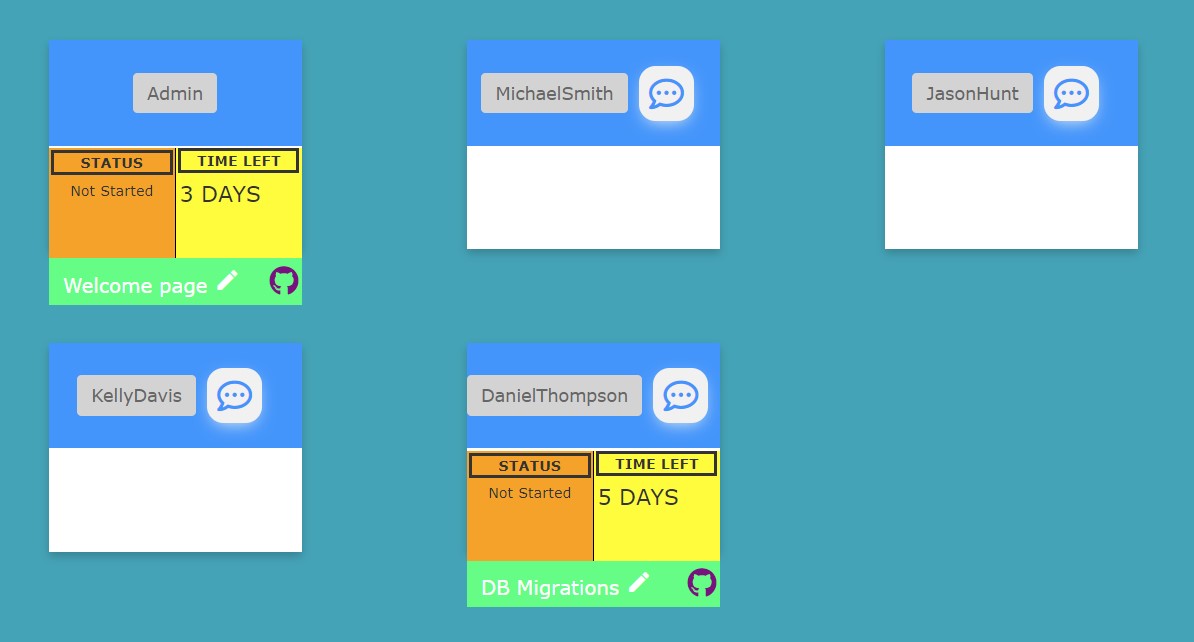 Admin
MichaelSmith
JasonHunt
STATUS
TIME LEFT
Not Started
3 DAYS
Welcome page
KellyDavis
DanielThompson
STATUS
TIME LEFT
Not Started
5 DAYS
DB Migrations